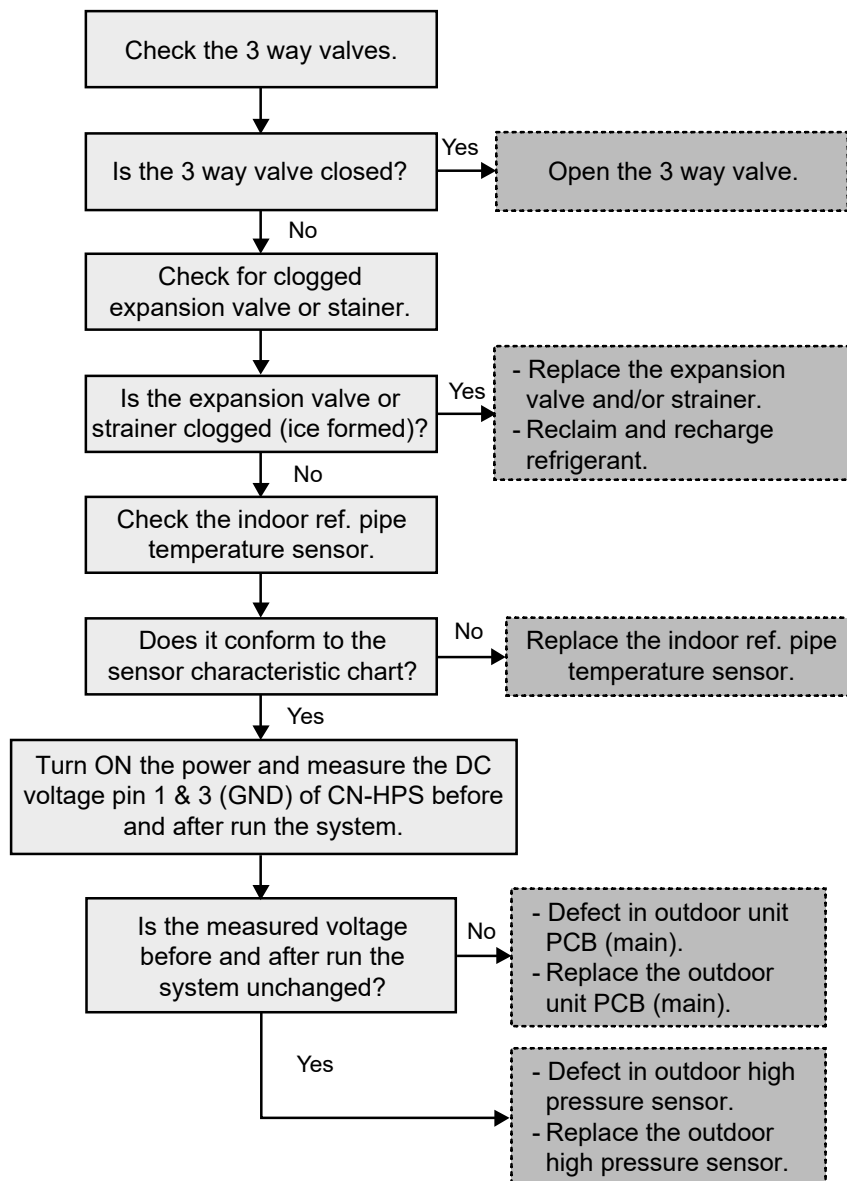 Check the 3 way valves.
Is the 3 way valve closed?
Yes
Open the 3 way valve.
No
Check for clogged
expansion valve or stainer.
Is the expansion valve or
strainer clogged (ice formed)?
Yes
- Replace the expansion
valve and/or strainer.
- Reclaim and recharge
refrigerant.
No
Check the indoor ref. pipe
temperature sensor.
Does it conform to the
sensor characteristic chart?
No
Replace the indoor ref. pipe
temperature sensor.
Yes
Turn ON the power and measure the DC
voltage pin 1 & 3 (GND) of CN-HPS before
and after run the system.
Is the measured voltage
before and after run the
system unchanged?
No
- Defect in outdoor unit
PCB (main).
- Replace the outdoor
unit PCB (main).
Yes
- Defect in outdoor high
pressure sensor.
- Replace the outdoor
high pressure sensor.